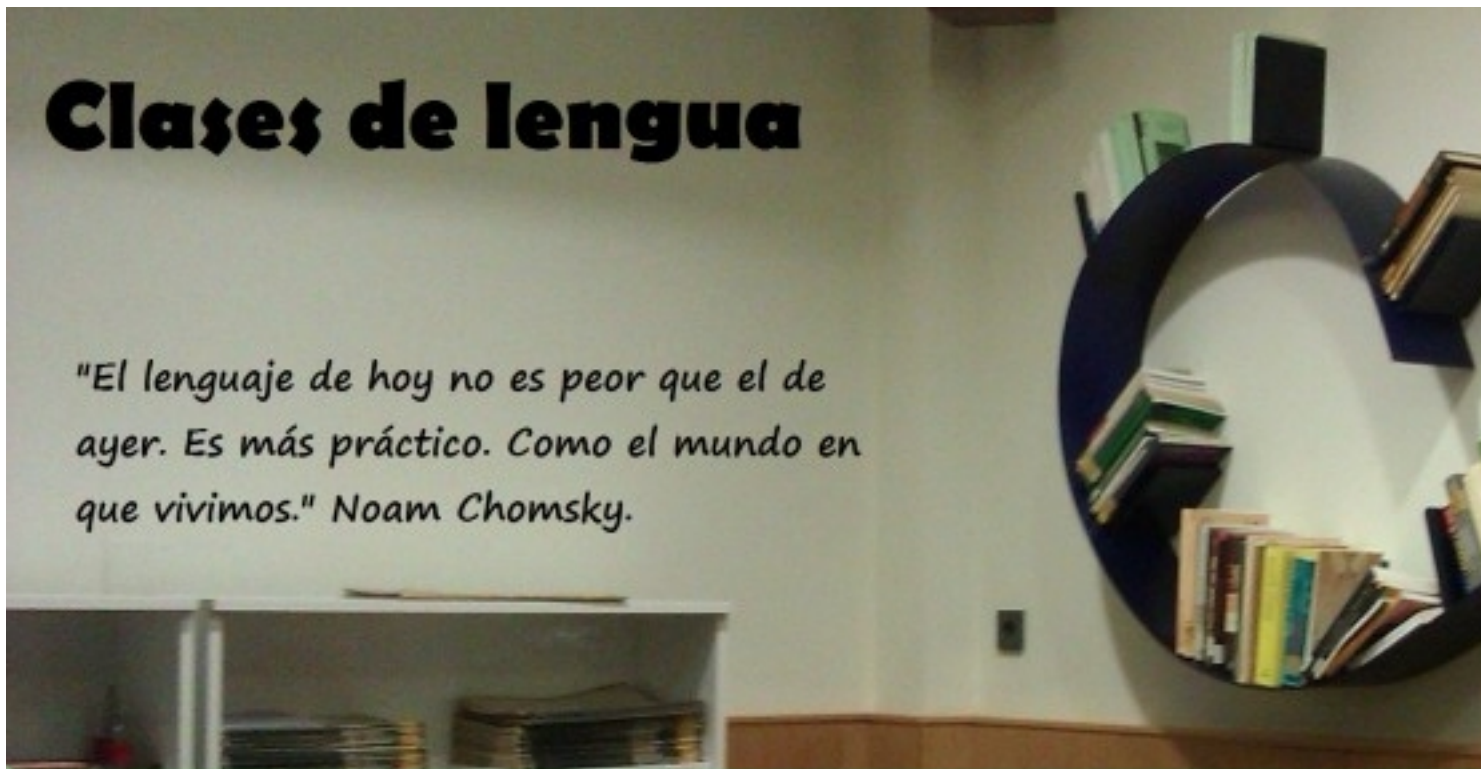 Clases de lengua
"El lenguaje de hoy no es peor que el de
ayer. Es más práctico. Como el mundo en
que vivimos." Noam Chomsky.